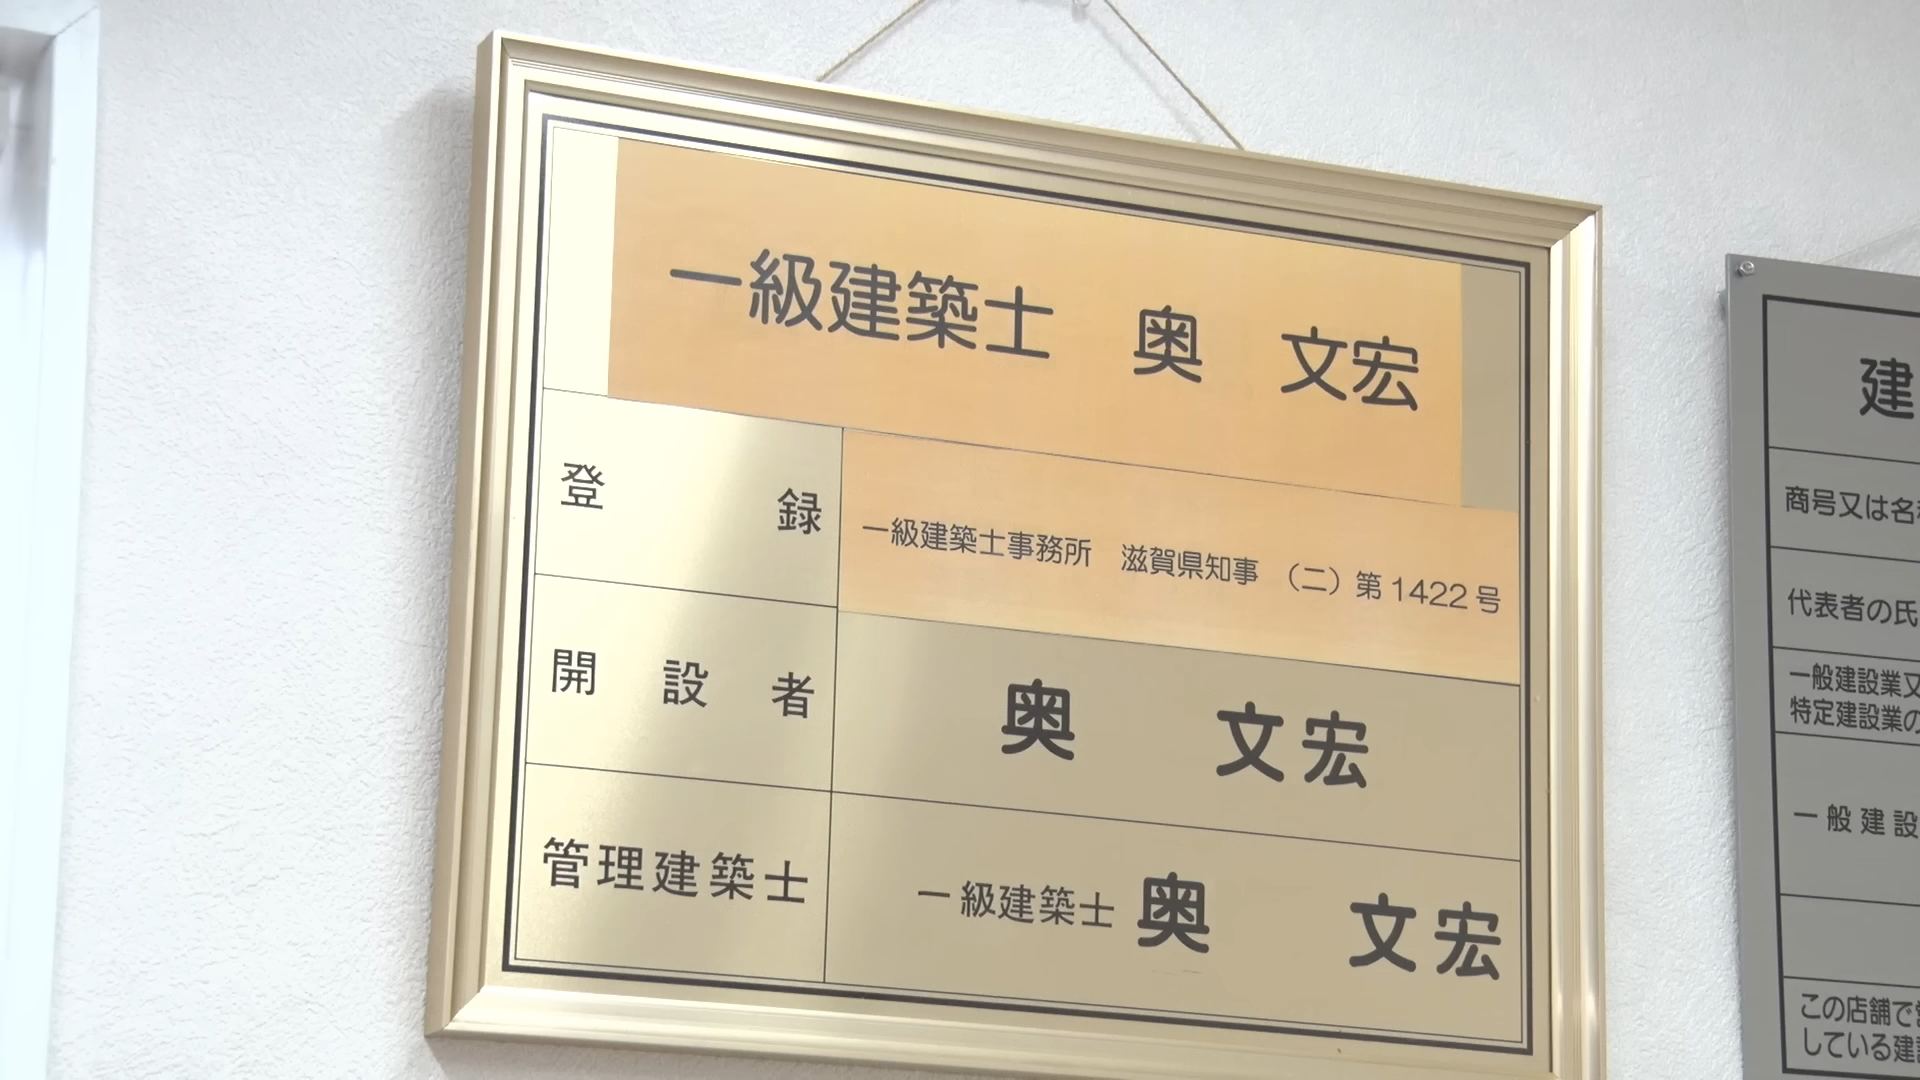 一級建築士　奥　文宏
登録　一級建築士事務所　滋賀県知事　（二）第1422号
開設者　奥　文宏
管理建築士　一級建築士 奥　文宏
建
商号又は名
代表者の氏
一般建設業又
特定建設業の
一般建設
この店舗で
している建